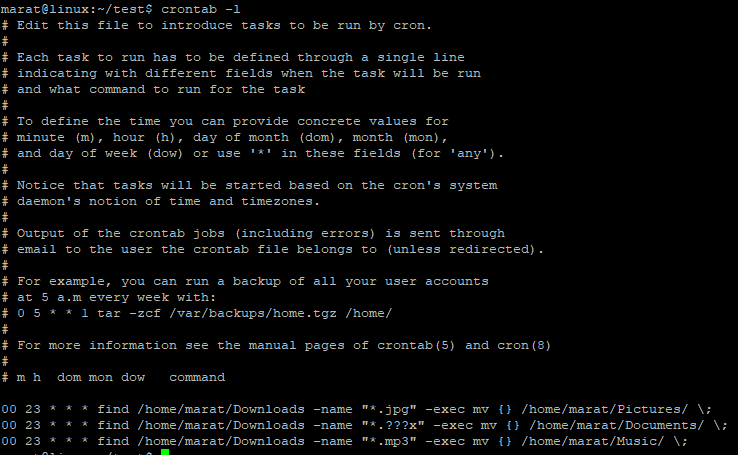 marat@linux:~/test$ crontab -l
# Edit this file to introduce tasks to be run by cron.
#
# Each task to run has to be defined through a single line
# indicating with different fields when the task will be run
# and what command to run for the task
#
# To define the time you can provide concrete values for
# minute (m), hour (h), day of month (dom), month (mon),
# and day of week (dow) or use '*' in these fields (for 'any').
#
# Notice that tasks will be started based on the cron's system
# daemon's notion of time and timezones.
#
# Output of the crontab jobs (including errors) is sent through
# email to the user the crontab file belongs to (unless redirected).
#
# For example, you can run a backup of all your user accounts
# at 5 a.m every week with:
# 0 5 * * 1 tar -zcf /var/backups/home.tgz /home/
#
# For more information see the manual pages of crontab(5) and cron(8)
#
# m h  dom mon dow   command

00 23 * * * find /home/marat/Downloads -name "*.jpg" -exec mv {} /home/marat/Pictures/ \;
00 23 * * * find /home/marat/Downloads -name "*.???x" -exec mv {} /home/marat/Documents/ \;
00 23 * * * find /home/marat/Downloads -name "*.mp3" -exec mv {} /home/marat/Music/ \;
marat@linux:~/test$